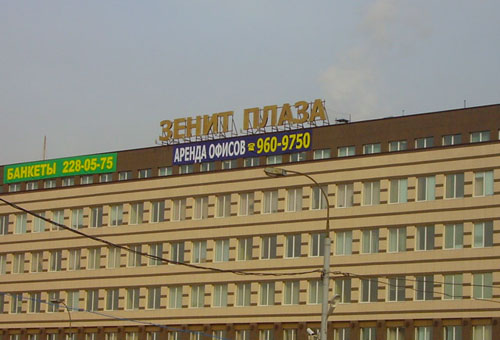 ЗЕНИТ ПЛАЗА
АРЕНДА ОФИСОВ ☎ 960-9750
БАНКЕТЫ 228-05-75